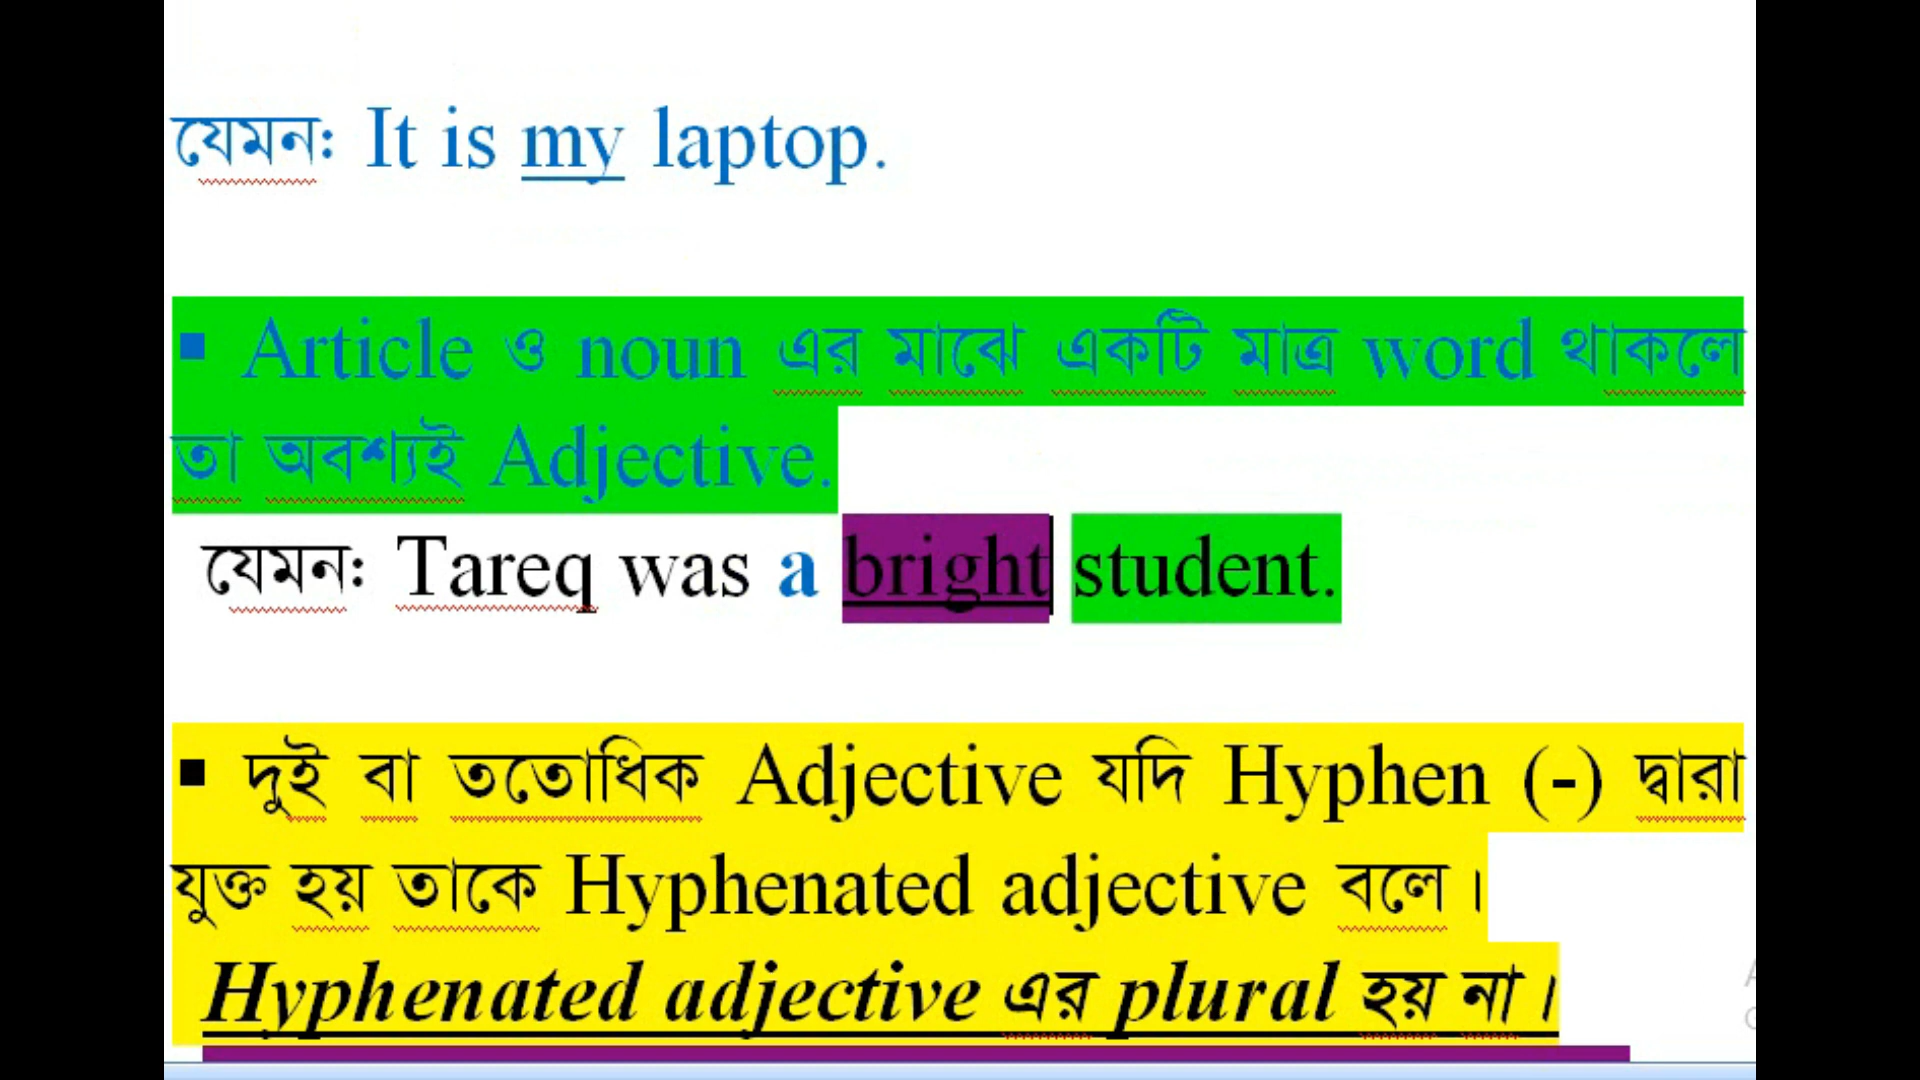 যেমনঃ It is my laptop.
▪ Article ও noun এর মাঝে একটি মাত্র word থাকলে
তা অবশ্যই Adjective.
যেমনঃ Tareq was a bright student.
▪ দুই বা ততোধিক Adjective যদি Hyphen (-) দ্বারা
যুক্ত হয় তাকে Hyphenated adjective বলে।
Hyphenated adjective এর plural হয় না।